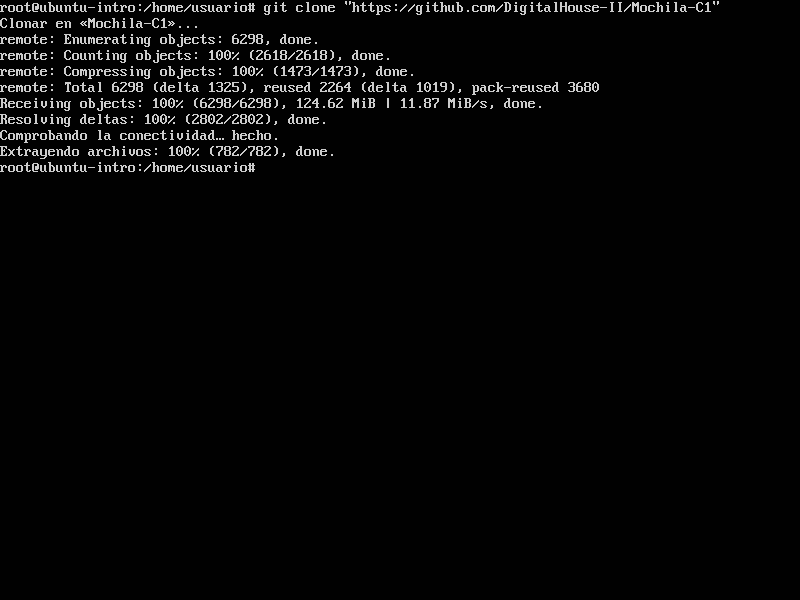 root@ubuntu-intro:/home/usuario# git clone "https://github.com/DigitalHouse-II/Mochila-C1"
Clonar en «Mochila-C1»...
remote: Enumerating objects: 6298, done.
remote: Counting objects: 100% (2618/2618), done.
remote: Compressing objects: 100% (1473/1473), done.
remote: Total 6298 (delta 1325), reused 2264 (delta 1019), pack-reused 3680
Receiving objects: 100% (6298/6298), 124.62 MiB | 11.87 MiB/s, done.
Resolving deltas: 100% (2802/2802), done.
Comprobando la conectividad… hecho.
Extrayendo archivos: 100% (782/782), done.
root@ubuntu-intro:/home/usuario#